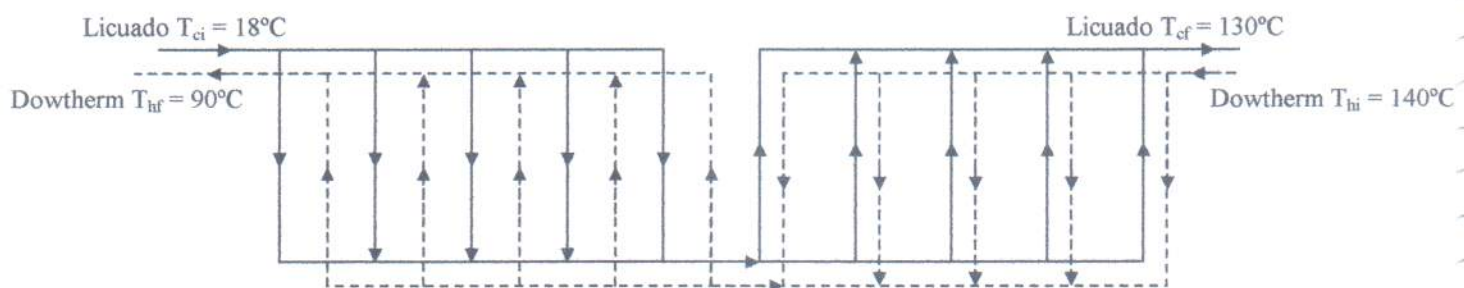 Licuado T_ci = 18ºC
Licuado T_cf = 130ºC
Dowtherm T_hf = 90ºC
Dowtherm T_hi = 140ºC